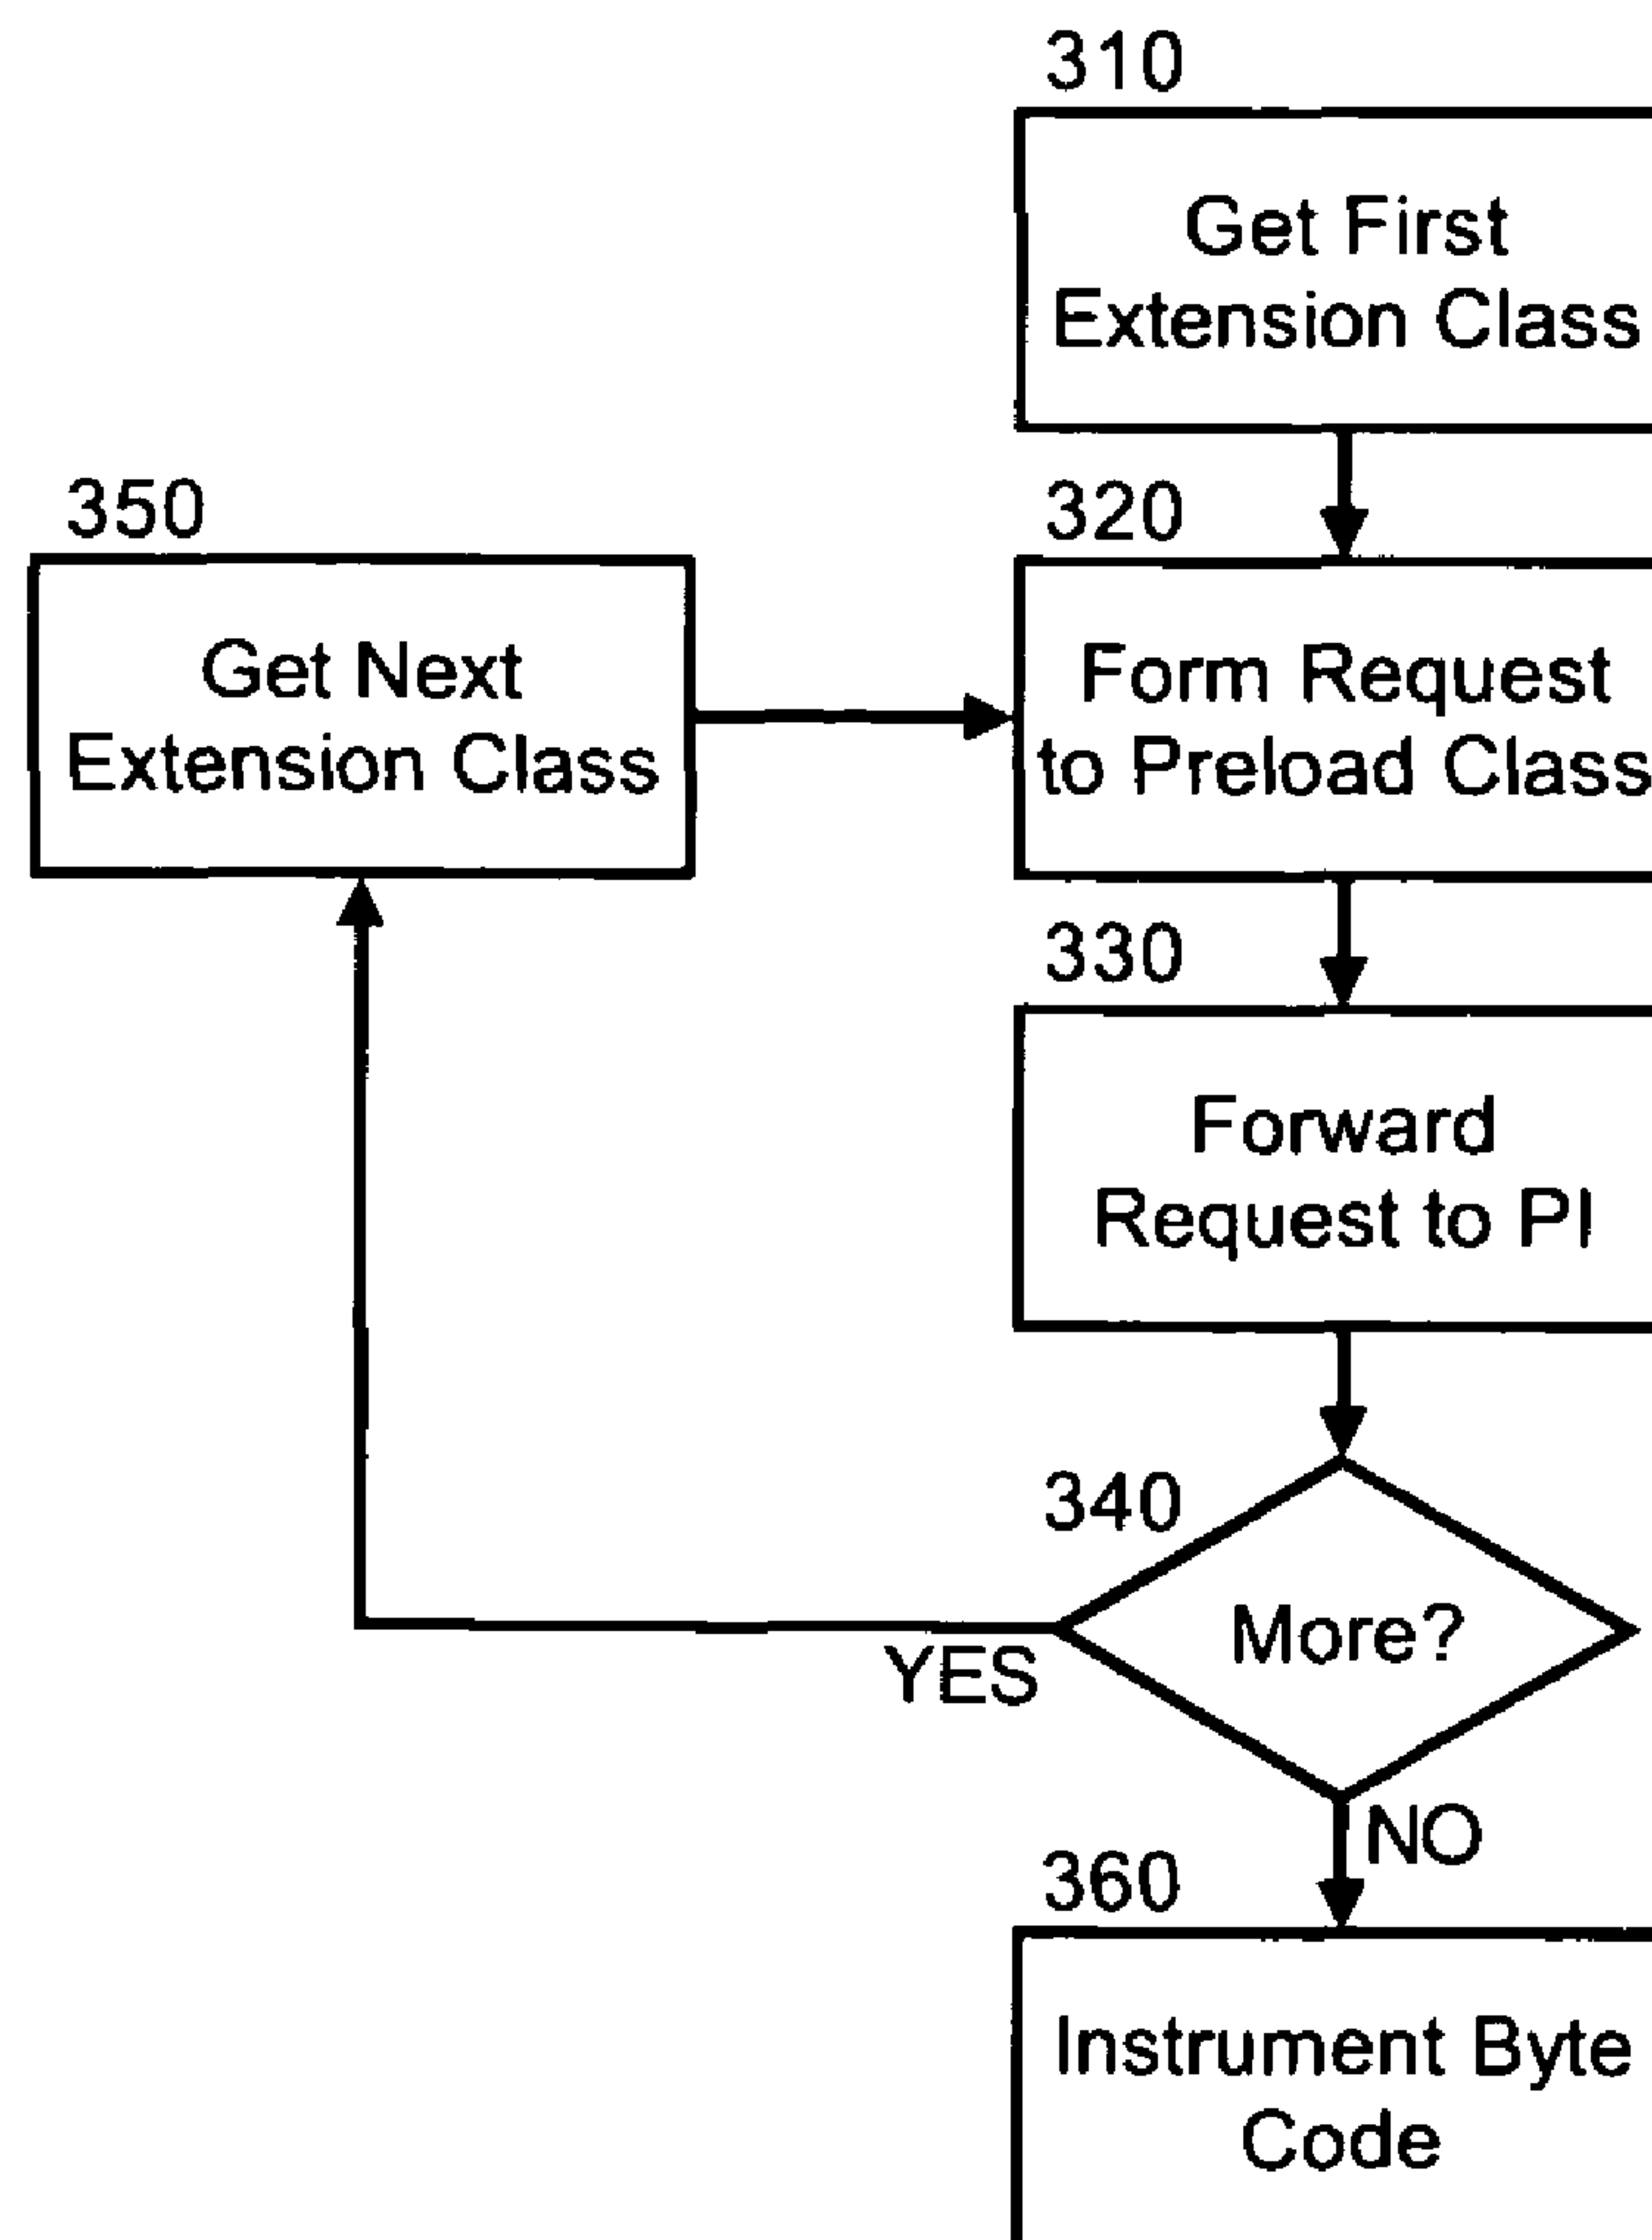 310
Get First
Extension Class
350
Get Next
Extension Class
320
Form Request
to Preload Class
330
Forward
Request to PI
340
More?
YES
NO
360
Instrument Byte
Code